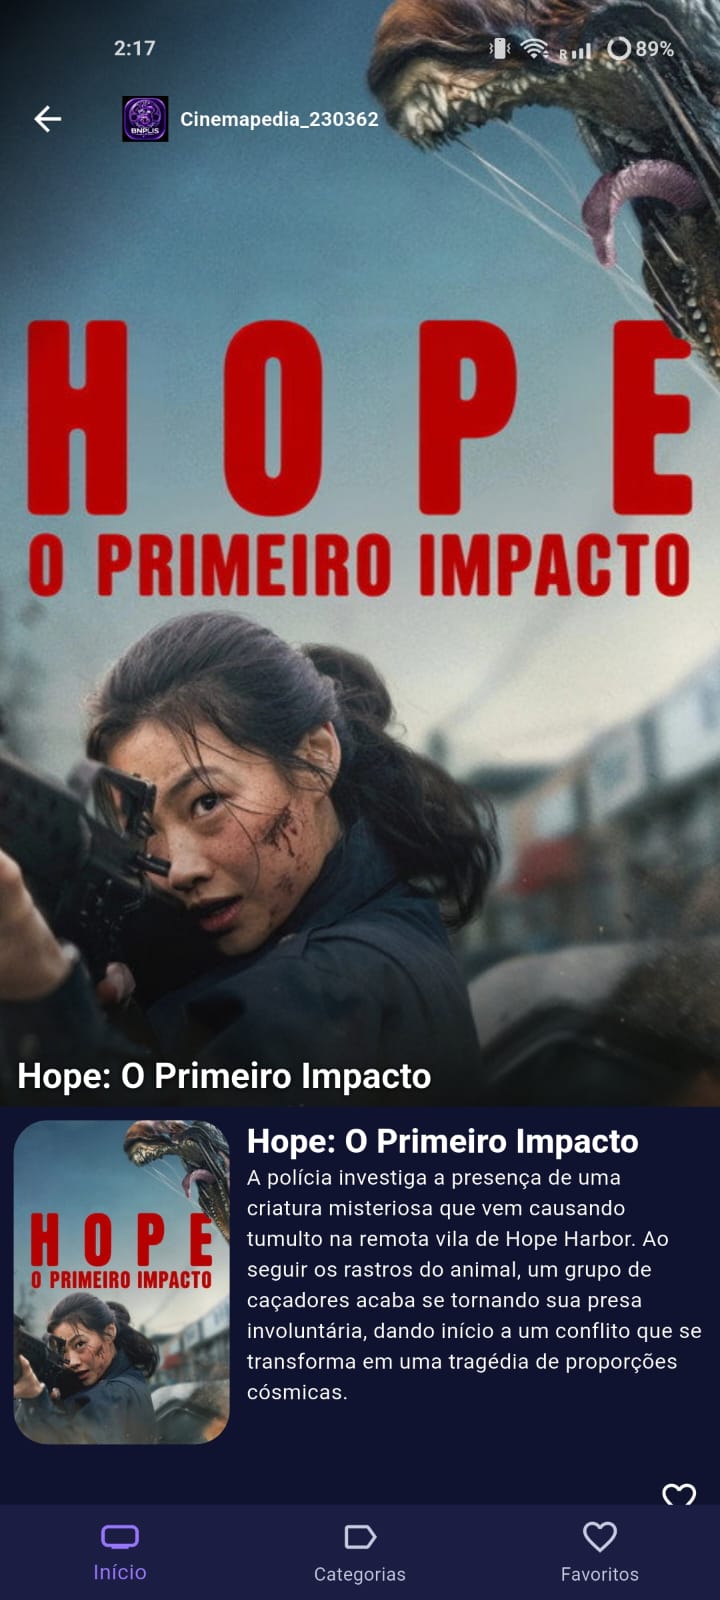 2:17
R
89%
BNPLIS
Cinemapedia_230362
HOPE
O PRIMEIRO IMPACTO
Hope: O Primeiro Impacto
HOPE
O PRIMEIRO IMPACTO
Hope: O Primeiro Impacto
A polícia investiga a presença de uma
criatura misteriosa que vem causando
tumulto na remota vila de Hope Harbor. Ao
seguir os rastros do animal, um grupo de
caçadores acaba se tornando sua presa
involuntária, dando início a um conflito que se
transforma em uma tragédia de proporções
cósmicas.
Início
Categorias
Favoritos